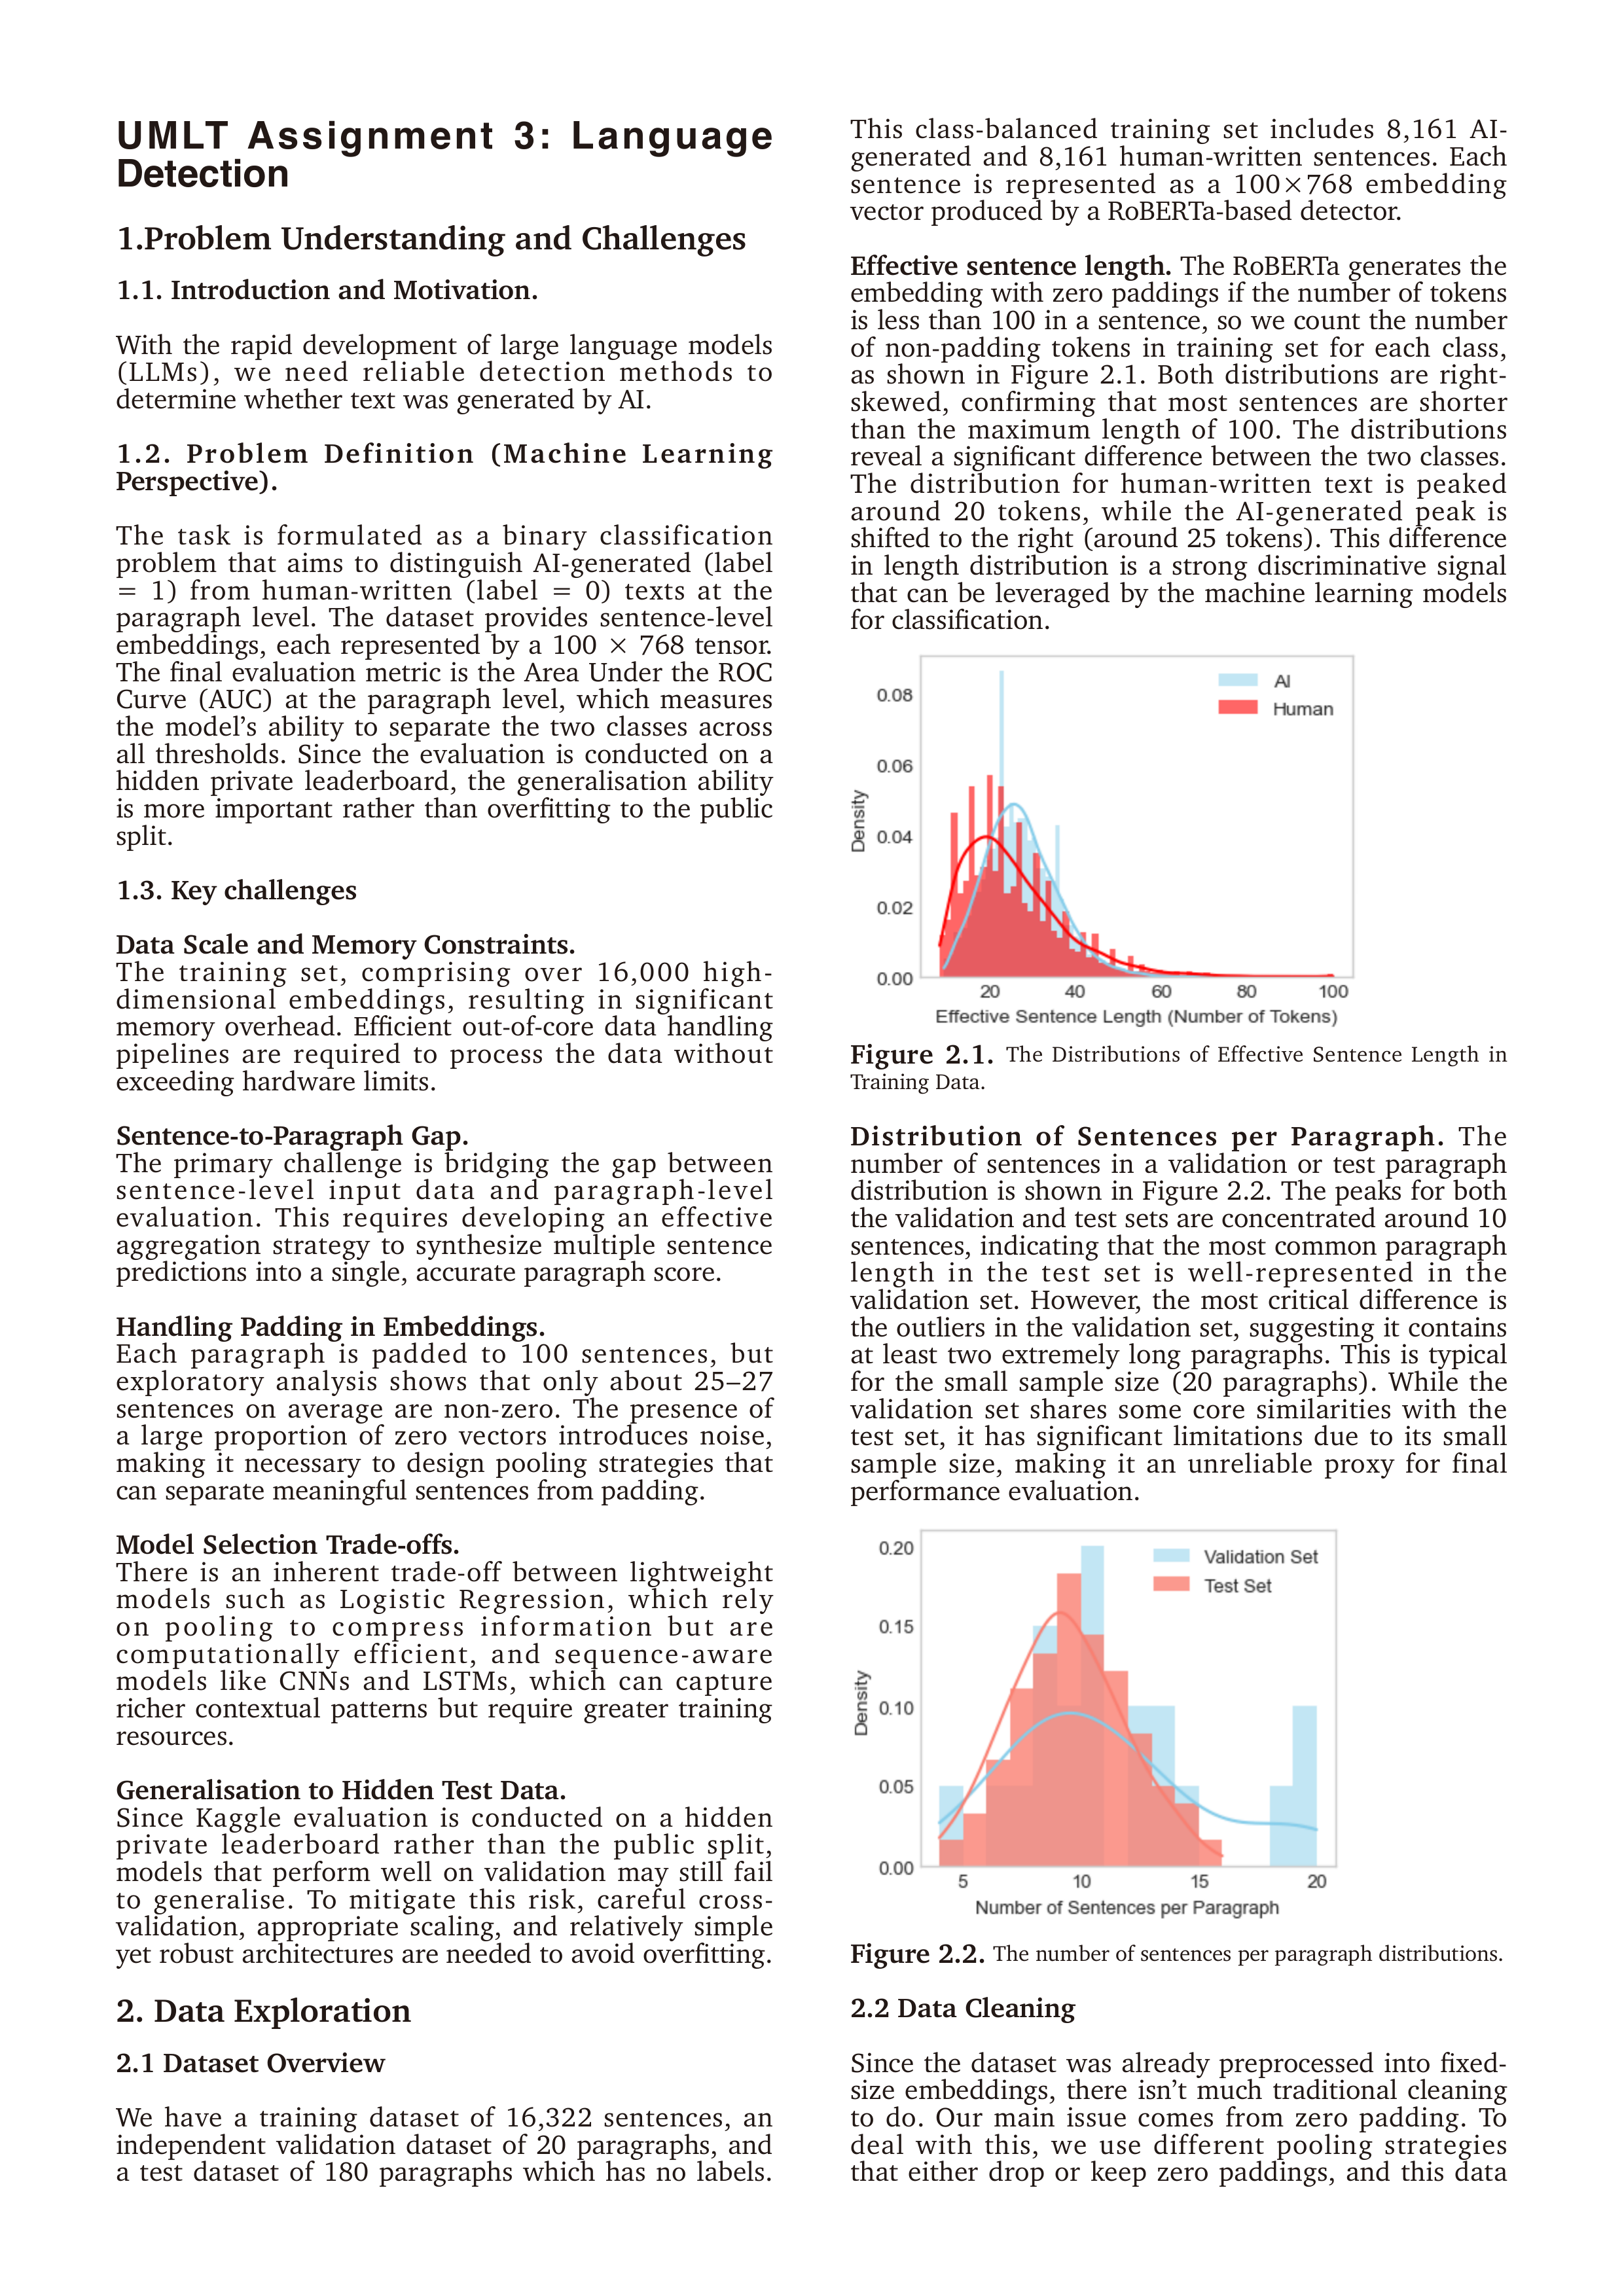 UMLT Assignment 3: Language
Detection
1.Problem Understanding and Challenges
1.1. Introduction and Motivation.
With the rapid development of large language models
(LLMs), we need reliable detection methods to
determine whether text was generated by AI.
1.2. Problem Definition (Machine Learning
Perspective).
The task is formulated as a binary classification
problem that aims to distinguish AI-generated (label
= 1) from human-written (label = 0) texts at the
paragraph level. The dataset provides sentence-level
embeddings, each represented by a 100 × 768 tensor.
The final evaluation metric is the Area Under the ROC
Curve (AUC) at the paragraph level, which measures
the model's ability to separate the two classes across
all thresholds. Since the evaluation is conducted on a
hidden private leaderboard, the generalisation ability
is more important rather than overfitting to the public
split.
1.3. Key challenges
Data Scale and Memory Constraints.
The training set, comprising over 16,000 high-
dimensional embeddings, resulting in significant
memory overhead. Efficient out-of-core data handling
pipelines are required to process the data without
exceeding hardware limits.
Sentence-to-Paragraph Gap.
The primary challenge is bridging the gap between
sentence-level input data and paragraph-level
evaluation. This requires developing an effective
aggregation strategy to synthesize multiple sentence
predictions into a single, accurate paragraph score.
Handling Padding in Embeddings.
Each paragraph is padded to 100 sentences, but
exploratory analysis shows that only about 25–27
sentences on average are non-zero. The presence of
a large proportion of zero vectors introduces noise,
making it necessary to design pooling strategies that
can separate meaningful sentences from padding.
Model Selection Trade-offs.
There is an inherent trade-off between lightweight
models such as Logistic Regression, which rely
on pooling to compress information but are
computationally efficient, and sequence-aware
models like CNNs and LSTMs, which can capture
richer contextual patterns but require greater training
resources.
Generalisation to Hidden Test Data.
Since Kaggle evaluation is conducted on a hidden
private leaderboard rather than the public split,
models that perform well on validation may still fail
to generalise. To mitigate this risk, careful cross-
validation, appropriate scaling, and relatively simple
yet robust architectures are needed to avoid overfitting.
2. Data Exploration
2.1 Dataset Overview
We have a training dataset of 16,322 sentences, an
independent validation dataset of 20 paragraphs, and
a test dataset of 180 paragraphs which has no labels.
This class-balanced training set includes 8,161 AI-
generated and 8,161 human-written sentences. Each
sentence is represented as a 100×768 embedding
vector produced by a RoBERTa-based detector.
Effective sentence length. The RoBERTa generates the
embedding with zero paddings if the number of tokens
is less than 100 in a sentence, so we count the number
of non-padding tokens in training set for each class,
as shown in Figure 2.1. Both distributions are right-
skewed, confirming that most sentences are shorter
than the maximum length of 100. The distributions
reveal a significant difference between the two classes.
The distribution for human-written text is peaked
around 20 tokens, while the AI-generated peak is
shifted to the right (around 25 tokens). This difference
in length distribution is a strong discriminative signal
that can be leveraged by the machine learning models
for classification.
AI
Human
0.08
0.06
0.04
0.02
0.00
Density
20 40 60 80 100
Effective Sentence Length (Number of Tokens)
Figure 2.1. The Distributions of Effective Sentence Length in
Training Data.
Distribution of Sentences per Paragraph. The
number of sentences in a validation or test paragraph
distribution is shown in Figure 2.2. The peaks for both
the validation and test sets are concentrated around 10
sentences, indicating that the most common paragraph
length in the test set is well-represented in the
validation set. However, the most critical difference is
the outliers in the validation set, suggesting it contains
at least two extremely long paragraphs. This is typical
for the small sample size (20 paragraphs). While the
validation set shares some core similarities with the
test set, it has significant limitations due to its small
sample size, making it an unreliable proxy for final
performance evaluation.
Validation Set
Test Set
0.20
0.15
0.10
0.05
0.00
Density
5 10 15 20
Number of Sentences per Paragraph
Figure 2.2. The number of sentences per paragraph distributions.
2.2 Data Cleaning
Since the dataset was already preprocessed into fixed-
size embeddings, there isn't much traditional cleaning
to do. Our main issue comes from zero padding. To
deal with this, we use different pooling strategies
that either drop or keep zero paddings, and this data